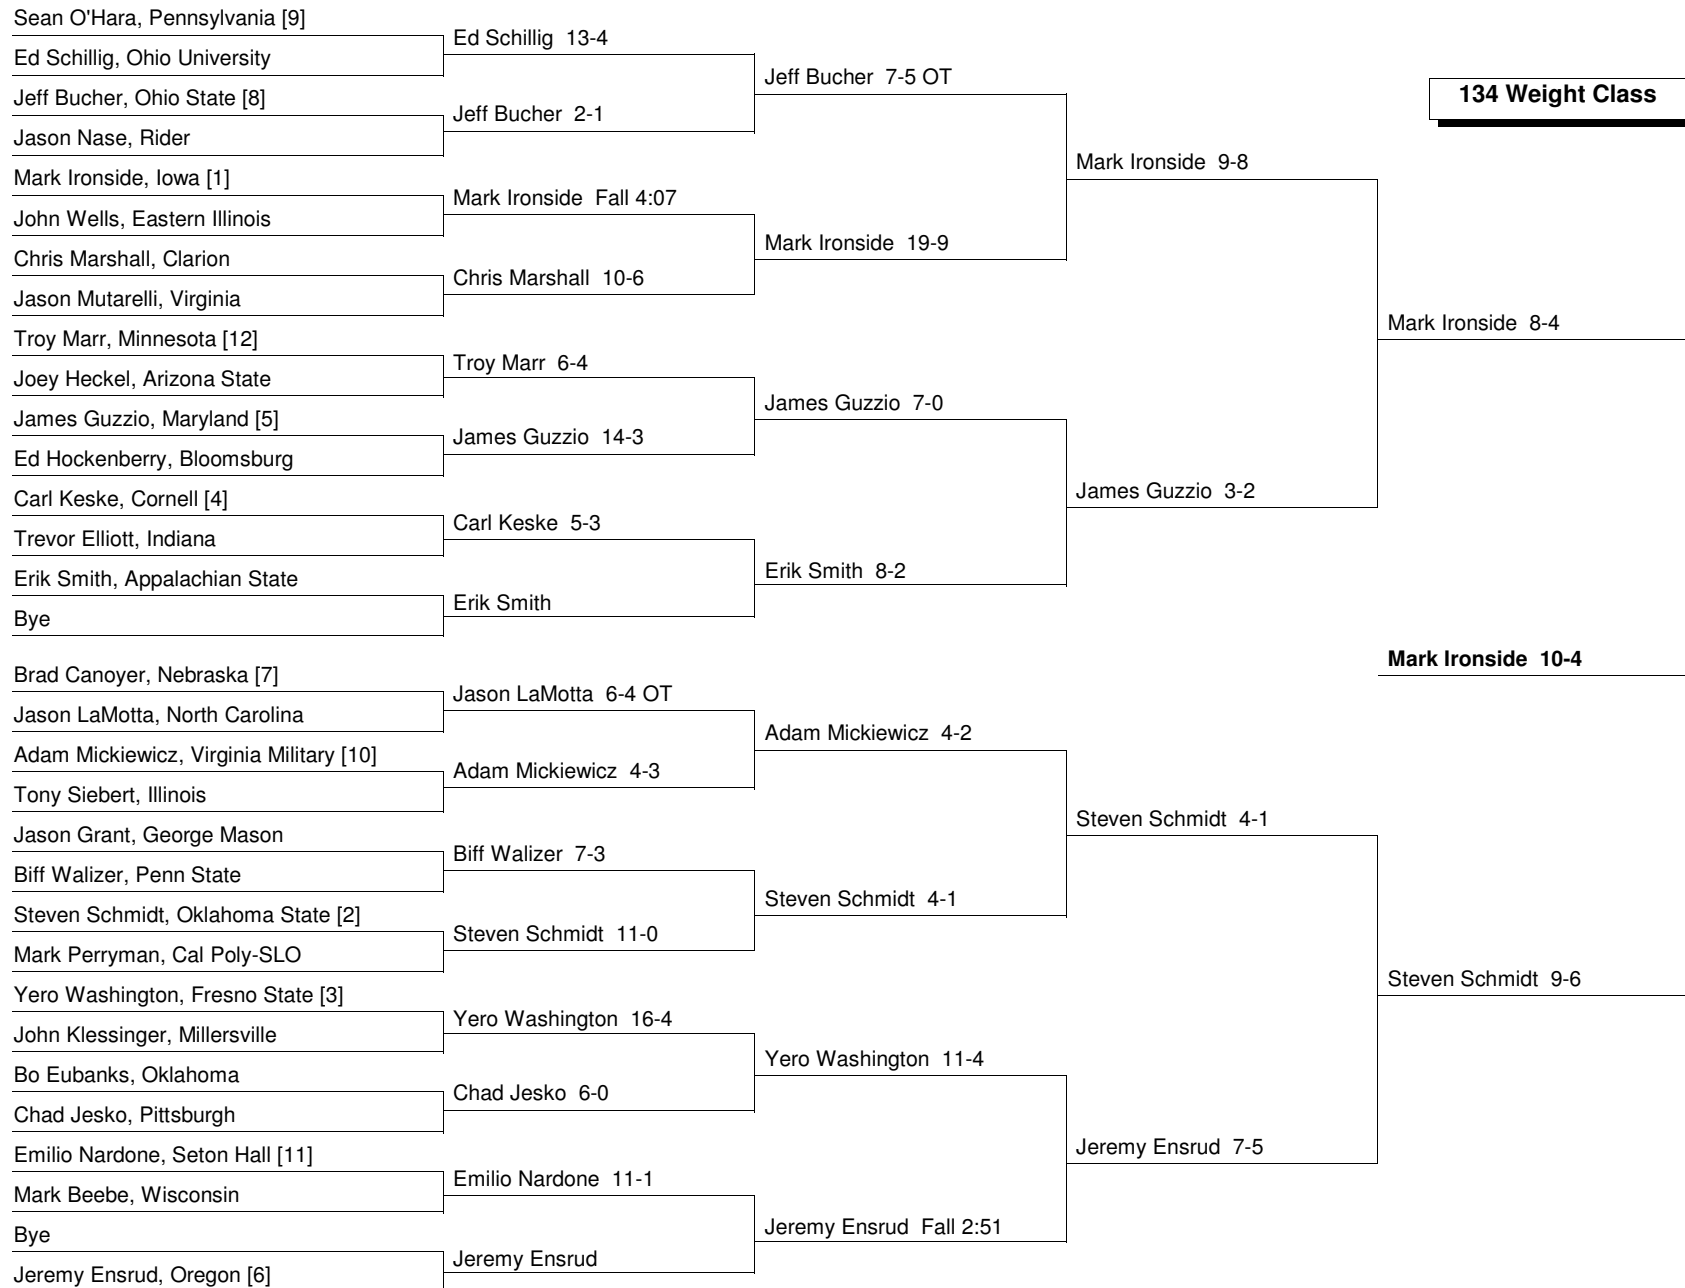 Sean O'Hara, Pennsylvania [9]
Ed Schillig, Ohio University
Jeff Bucher, Ohio State [8]
Jason Nase, Rider
Mark Ironside, Iowa [1]
John Wells, Eastern Illinois
Chris Marshall, Clarion
Jason Mutarelli, Virginia
Troy Marr, Minnesota [12]
Joey Heckel, Arizona State
James Guzzio, Maryland [5]
Ed Hockenberry, Bloomsburg
Carl Keske, Cornell [4]
Trevor Elliott, Indiana
Erik Smith, Appalachian State
Bye
Brad Canoyer, Nebraska [7]
Jason LaMotta, North Carolina
Adam Mickiewicz, Virginia Military [10]
Tony Siebert, Illinois
Jason Grant, George Mason
Biff Walizer, Penn State
Steven Schmidt, Oklahoma State [2]
Mark Perryman, Cal Poly-SLO
Yero Washington, Fresno State [3]
John Klessinger, Millersville
Bo Eubanks, Oklahoma
Chad Jesko, Pittsburgh
Emilio Nardone, Seton Hall [11]
Mark Beebe, Wisconsin
Bye
Jeremy Ensrud, Oregon [6]
Ed Schillig 13-4
Jeff Bucher 2-1
Mark Ironside Fall 4:07
Chris Marshall 10-6
Troy Marr 6-4
James Guzzio 14-3
Carl Keske 5-3
Erik Smith
Jason LaMotta 6-4 OT
Adam Mickiewicz 4-3
Biff Walizer 7-3
Steven Schmidt 11-0
Yero Washington 16-4
Chad Jesko 6-0
Emilio Nardone 11-1
Jeremy Ensrud
Jeff Bucher 7-5 OT
Mark Ironside 19-9
James Guzzio 7-0
Erik Smith 8-2
Adam Mickiewicz 4-2
Steven Schmidt 4-1
Yero Washington 11-4
Jeremy Ensrud Fall 2:51
Mark Ironside 9-8
James Guzzio 3-2
Steven Schmidt 4-1
Jeremy Ensrud 7-5
134 Weight Class
Mark Ironside 8-4
Mark Ironside 10-4
Steven Schmidt 9-6